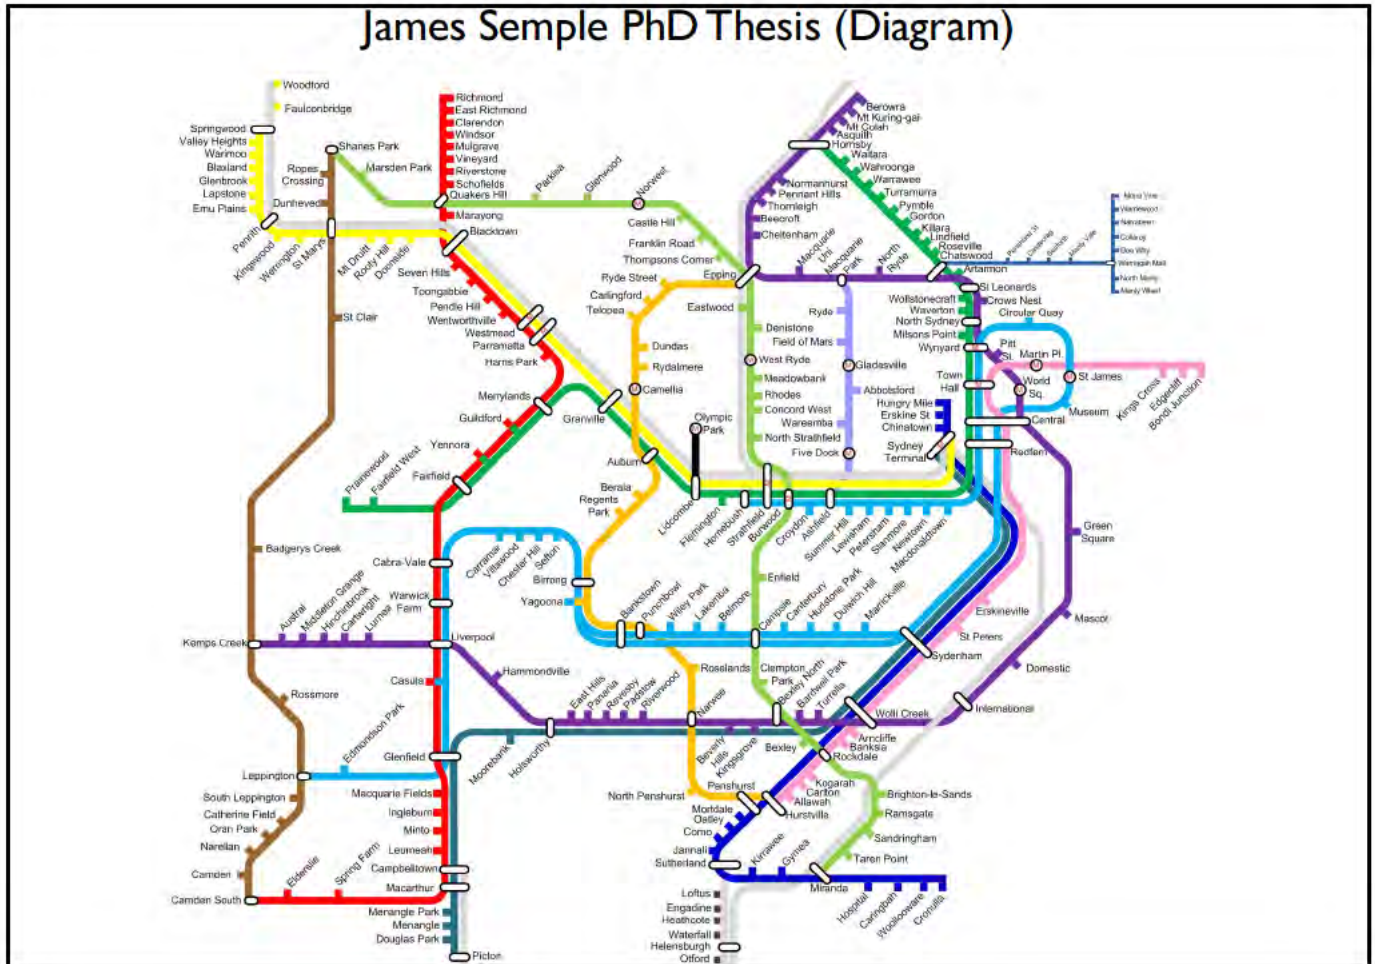 James Semple PhD Thesis (Diagram)
Woodford
Faulconbridge
Springwood
Valley Heights
Warimoo
Blaxland
Glenbrook
Lapstone
Emu Plains
Penrith
Kingswood
Werrington
St Marys
Mt Druitt
Rooty Hill
Doonside
Shanes Park
Ropes
Crossing
Dunheved
Marsden Park
Richmond
East Richmond
Clarendon
Windsor
Mulgrave
Vineyard
Riverstone
Schofields
Quakers Hill
Marayong
Blacktown
Seven Hills
Toongabbie
Pendle Hill
Wentworthville
Westmead
Parramatta
Harris Park
Merrylands
Guildford
Yennora
Fairfield
Granville
Parklea
Glenwood
Norwest
Castle Hill
Franklin Road
Thompsons Corner
Epping
Ryde Street
Carlingford
Telopea
Dundas
Rydalmere
Camellia
Auburn
Berala
Regents
Park
Eastwood
Denistone
West Ryde
Meadowbank
Rhodes
Concord West
North Strathfield
Olympic
Park
Berowra
Mt Kuring-gai
Mt Colah
Asquith
Hornsby
Normanhurst
Pennant Hills
Thornleigh
Beecroft
Cheltenham
Waitara
Wahroonga
Warrawee
Turramurra
Pymble
Gordon
Killara
Lindfield
Roseville
Chatswood
Artarmon
St Leonards
Crows Nest
Wollstonecraft
Waverton
North Sydney
Milsons Point
Wynyard
Town
Hall
Macquarie
Uni
Macquarie
Park
North
Ryde
Ryde
Field of Mars
Gladesville
Abbotsford
Wareemba
Five Dock
Hungry Mile
Erskine St
Chinatown
Sydney
Terminal
Circular Quay
Pitt
St.
Martin Pl.
World
Sq.
St James
Museum
Central
Redfern
Kings Cross
Edgecliff
Bondi Junction
Warriewood
Narrabeen
Collaroy
Dee Why
Warringah Mall
North Manly
Manly Wharf
St Clair
Prairiewood
Fairfield West
Lidcombe
Flemington
Homebush
Strathfield
Burwood
Croydon
Ashfield
Summer Hill
Lewisham
Petersham
Stanmore
Newtown
Macdonaldtown
Green
Square
Badgerys Creek
Cabra-Vale
Carramar
Villawood
Chester Hill
Sefton
Birrong
Yagoona
Bankstown
Punchbowl
Wiley Park
Lakemba
Belmore
Campsie
Canterbury
Hurlstone Park
Dulwich Hill
Marrickville
Enfield
Sydenham
Erskineville
St Peters
Mascot
Domestic
International
Warwick
Farm
Kemps Creek
Austral
Middleton Grange
Hinchinbrook
Cartwright
Lurnea
Liverpool
Hammondville
Casula
Rossmore
Edmondson Park
Leppington
Glenfield
East Hills
Panania
Revesby
Padstow
Riverwood
Narwee
Roselands
Clempton
Park
Bexley North
Bardwell Park
Turrella
Wolli Creek
Moorebank
Holsworthy
Beverly
Hills
Kingsgrove
Bexley
Arncliffe
Banksia
Rockdale
Kogarah
Carlton
Allawah
Hurstville
Penshurst
North Penshurst
Mortdale
Oatley
Como
Jannali
Sutherland
Kirrawee
Gymea
Miranda
Brighton-le-Sands
Ramsgate
Sandringham
Taren Point
Hospital
Caringbah
Woolooware
Cronulla
South Leppington
Catherine Field
Oran Park
Narellan
Camden
Camden South
Elderslie
Spring Farm
Macquarie Fields
Ingleburn
Minto
Leumeah
Campbelltown
Macarthur
Menangle Park
Menangle
Douglas Park
Picton
Loftus
Engadine
Heathcote
Waterfall
Helensburgh
Otford